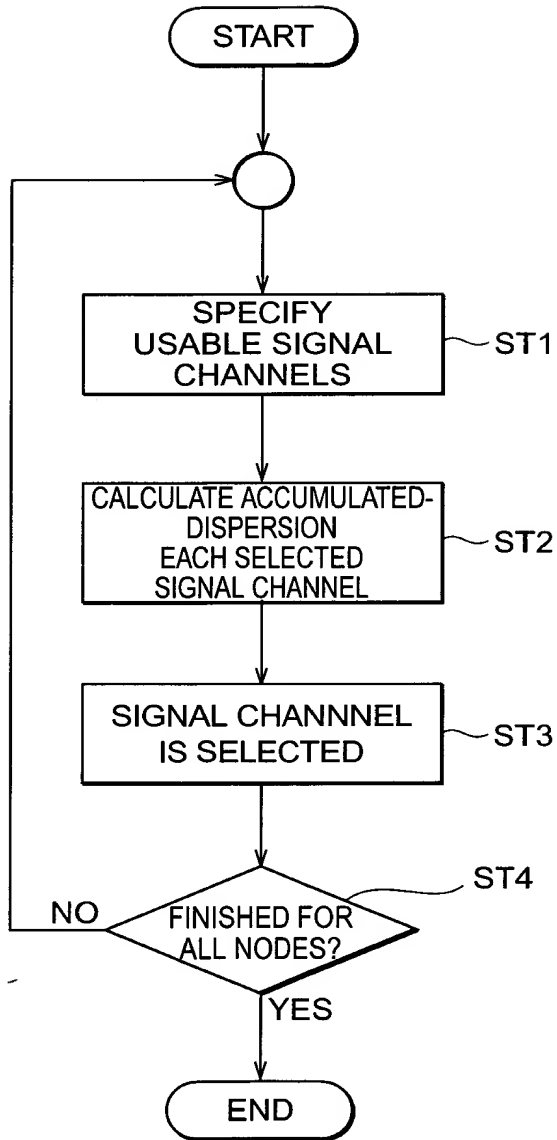 START
SPECIFY
USABLE SIGNAL
CHANNELS
ST1
CALCULATE ACCUMULATED-
DISPERSION
EACH SELECTED
SIGNAL CHANNEL
ST2
SIGNAL CHANNNEL
IS SELECTED
ST3
ST4
NO
FINISHED FOR
ALL NODES?
YES
END